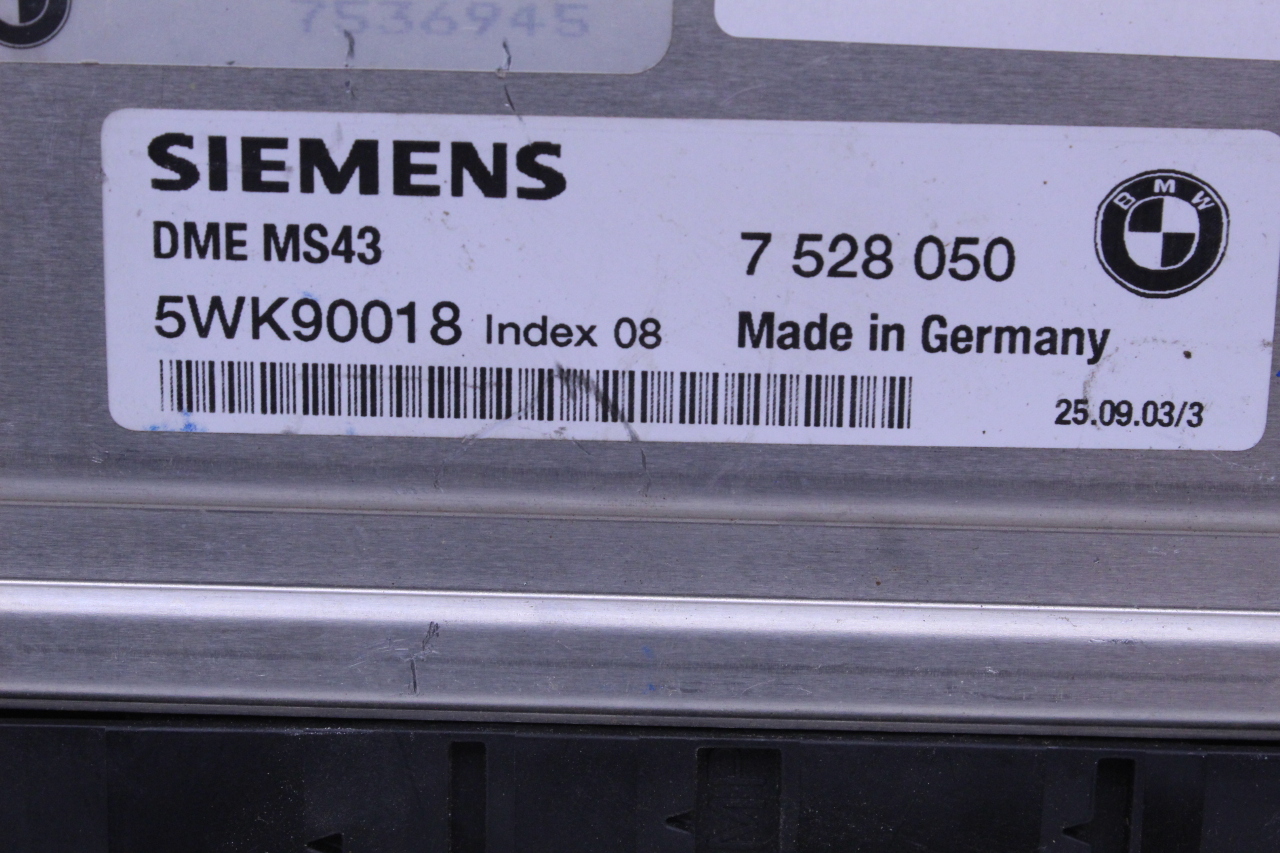 7536945
SIEMENS
DME MS43
7 528 050
BMW
5WK90018 Index 08
Made in Germany
25.09.03/3